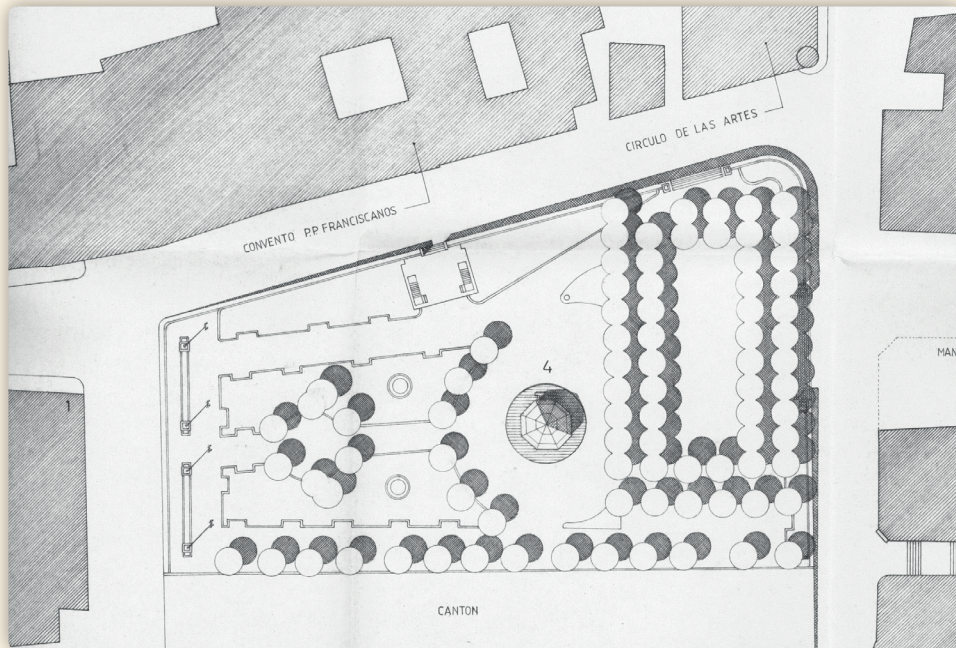 CIRCULO DE LAS ARTES
CONVENTO P.P FRANCISCANOS
MAN
4
1
CANTON